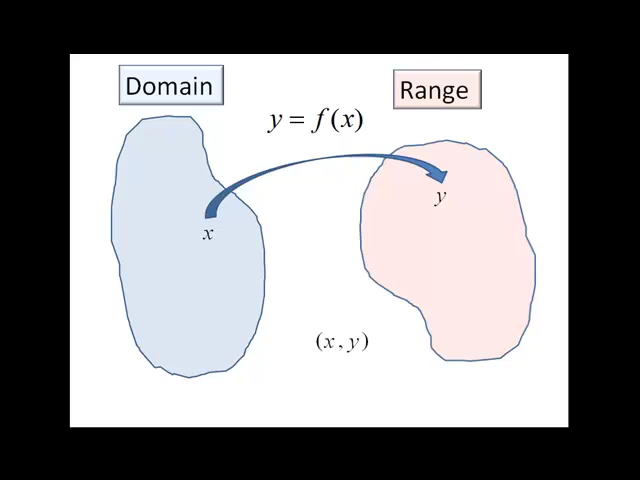 Domain
Range
y = f(x)
x
y
(x, y)